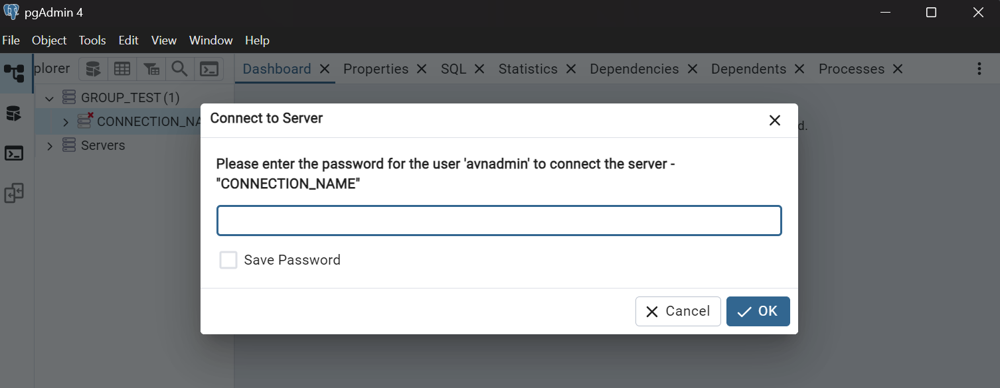 pgAdmin 4
File Object Tools Edit View Window Help
plorer
Dashboard Properties SQL Statistics Dependencies Dependents Processes
GROUP_TEST (1)
CONNECTION_NA
Servers
d.
Connect to Server
Please enter the password for the user 'avnadmin' to connect the server -
"CONNECTION_NAME"
Save Password
Cancel OK